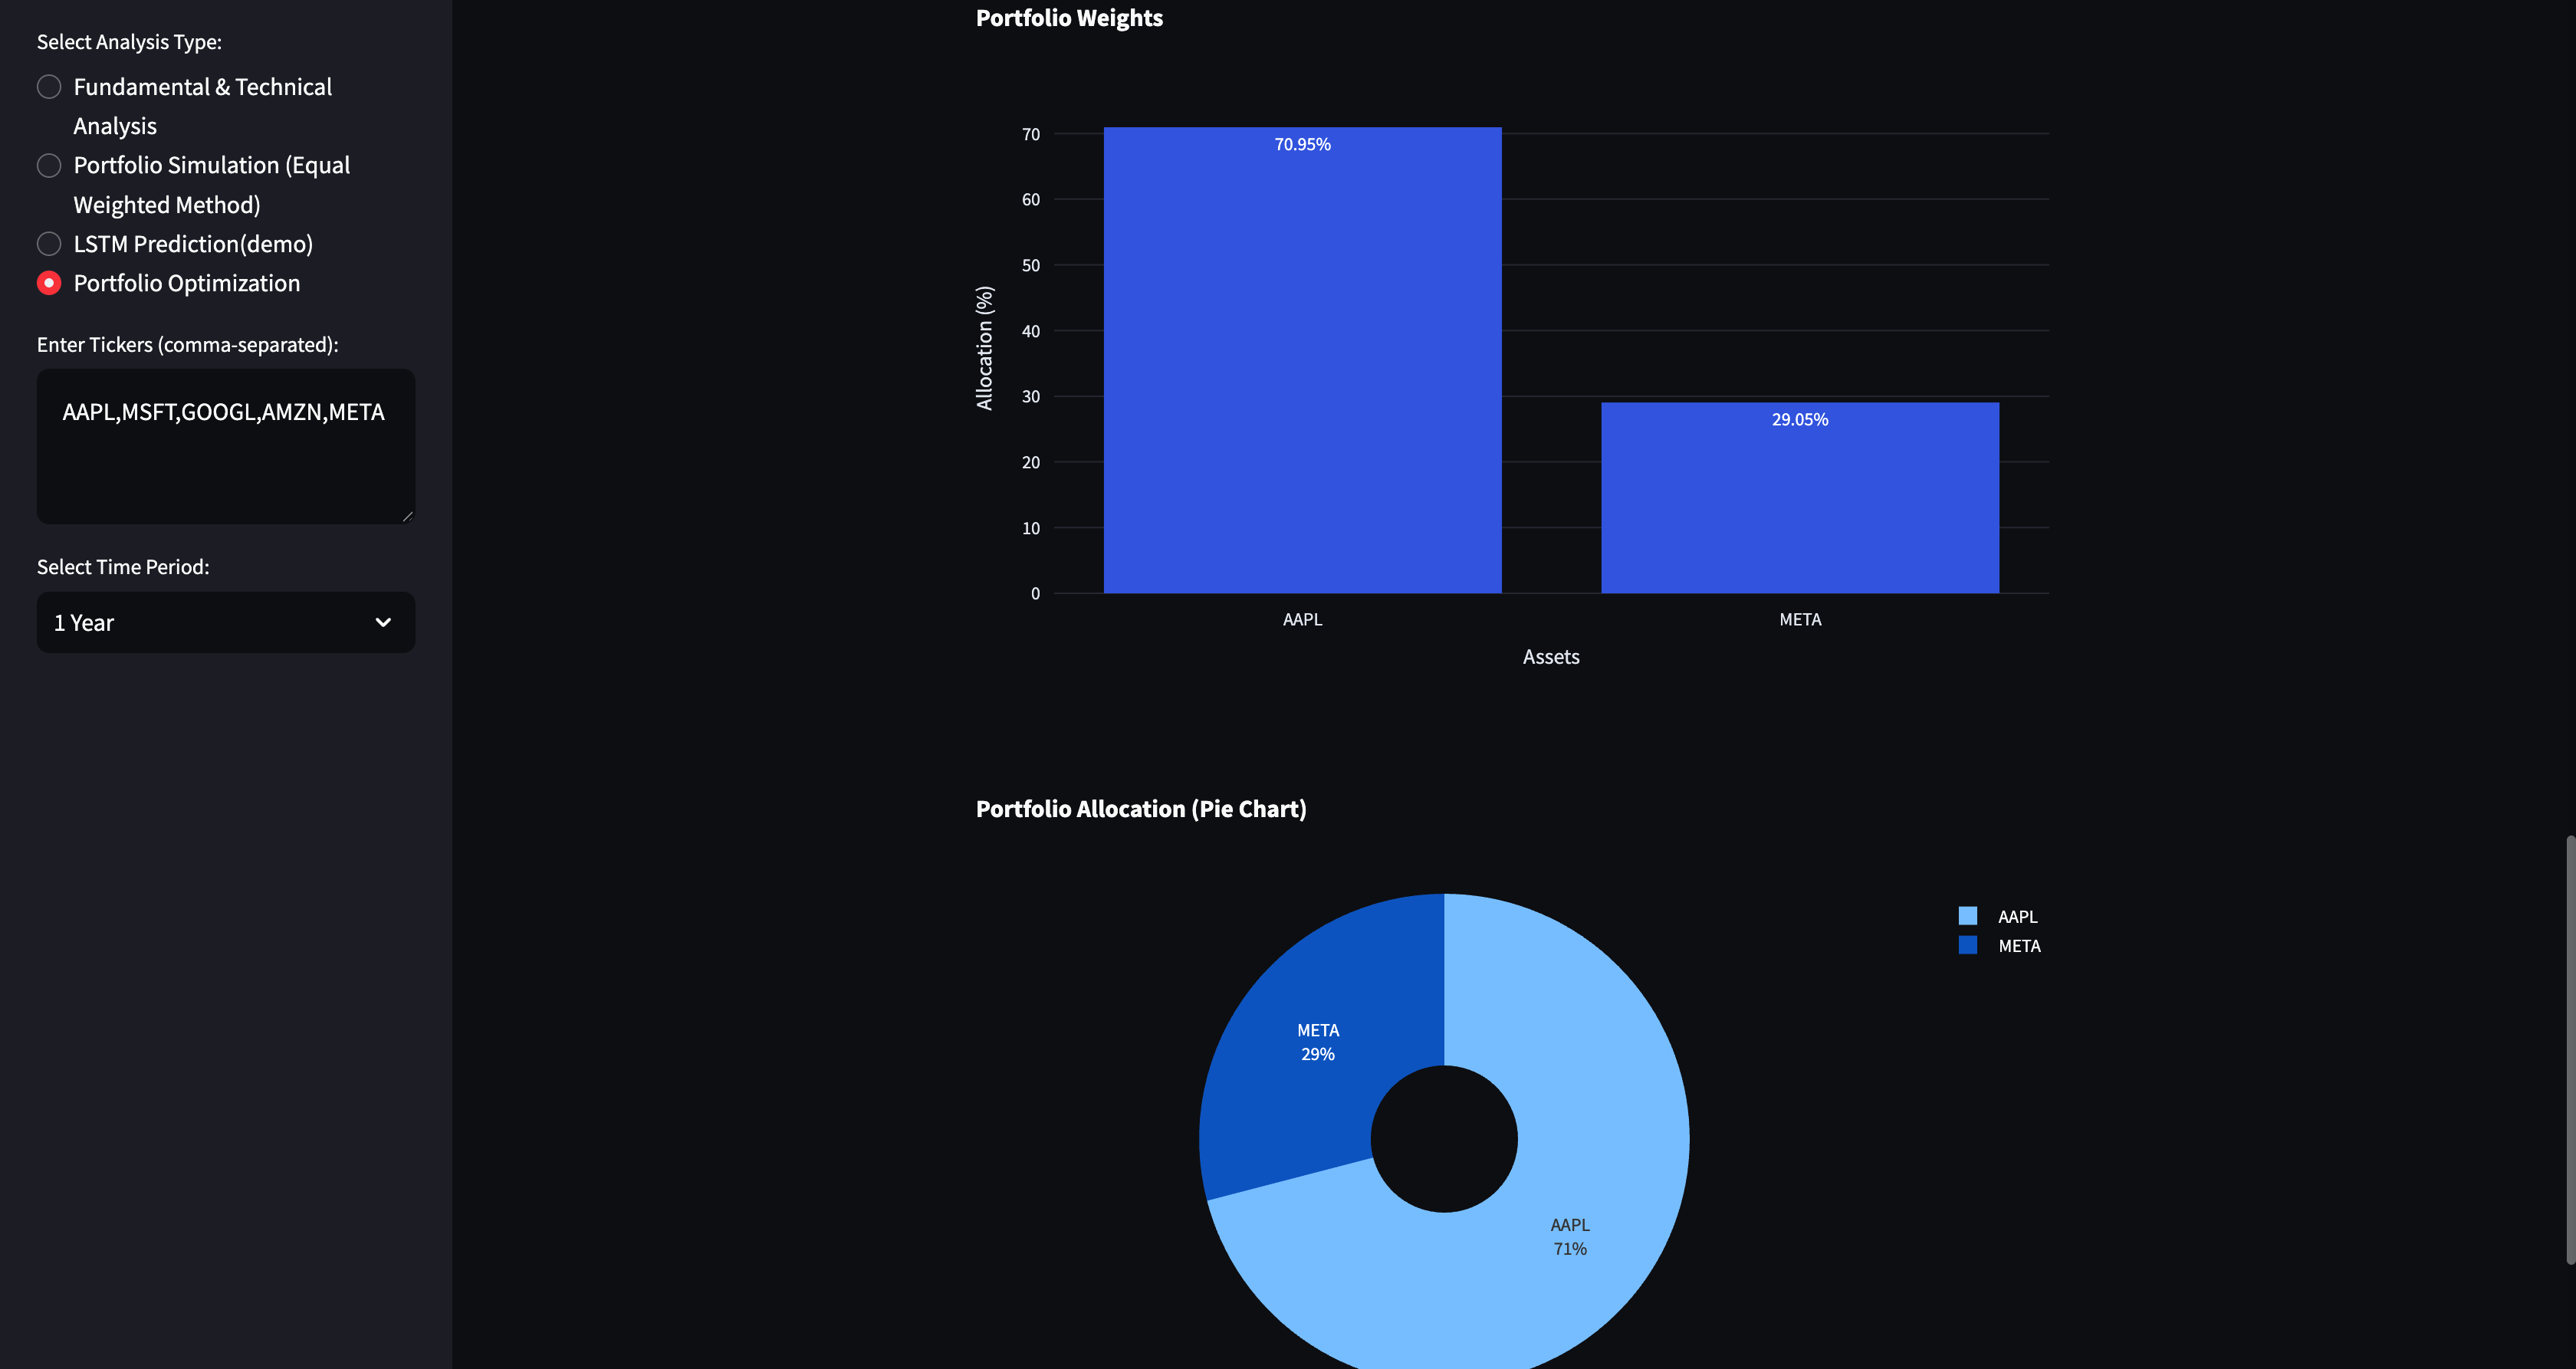 Select Analysis Type:
Fundamental & Technical
Analysis
Portfolio Simulation (Equal
Weighted Method)
LSTM Prediction(demo)
Portfolio Optimization
Enter Tickers (comma-separated):
AAPL,MSFT,GOOGL,AMZN,META
Select Time Period:
1 Year
Portfolio Weights
Allocation (%)
70
60
50
40
30
20
10
0
70.95%
29.05%
AAPL
META
Assets
Portfolio Allocation (Pie Chart)
AAPL
META
META
29%
AAPL
71%